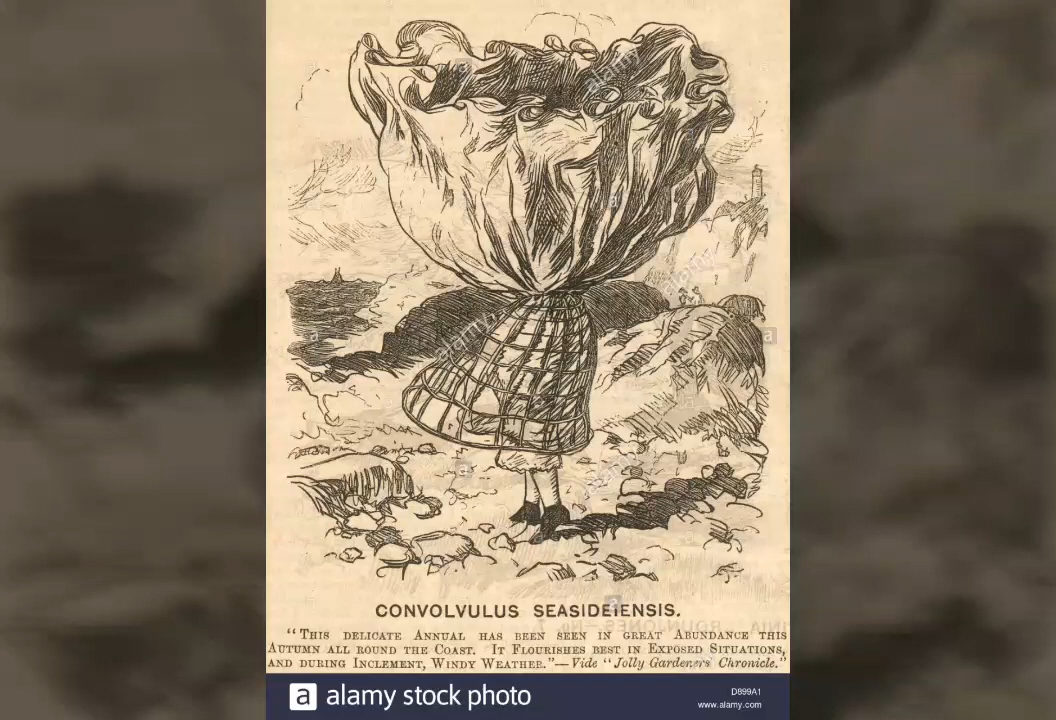 CONVOLVULUS SEASIDEIENSIS.
"THIS DELICATE ANNUAL HAS BEEN SEEN IN GREAT ABUNDANCE THIS
AUTUMN ALL ROUND THE COAST. IT FLOURISHES BEST IN EXPOSED SITUATIONS,
AND DURING INCLEMENT, WINDY WEATHER."—Vide "Jolly Gardeners' Chronicle."
a alamy stock photo
D899A1
www.alamy.com